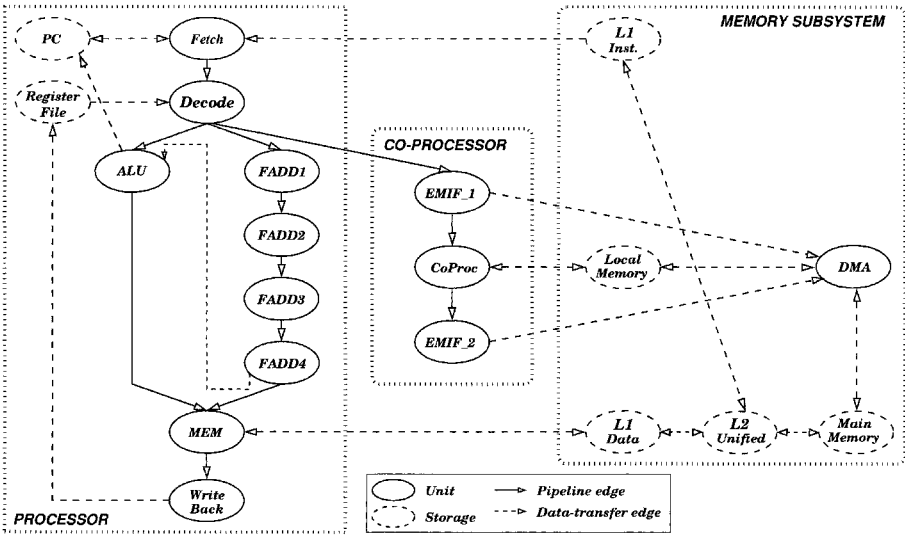 MEMORY SUBSYSTEM
PC
Fetch
L1
Inst.
Register
File
Decode
CO-PROCESSOR
ALU
FADD1
EMIF_1
FADD2
CoProc
Local
Memory
DMA
FADD3
EMIF_2
FADD4
MEM
L1
Data
L2
Unified
Main
Memory
Write
Back
Unit
Pipeline edge
Storage
Data-transfer edge
PROCESSOR